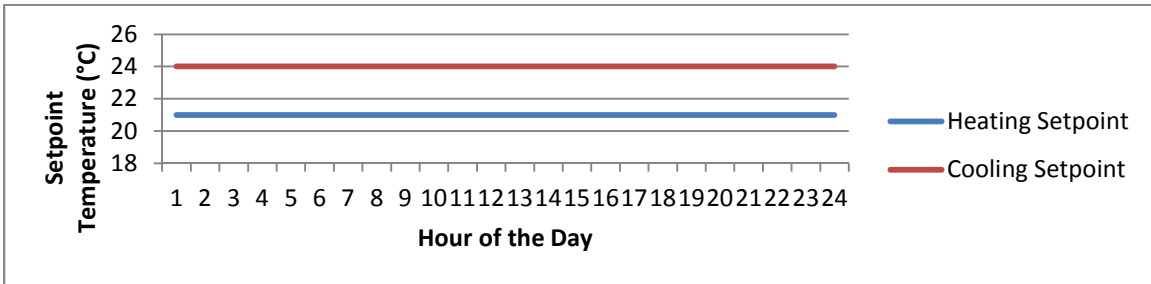 Setpoint
Temperature (°C)
26
24
22
20
18
1 2 3 4 5 6 7 8 9 10 11 12 13 14 15 16 17 18 19 20 21 22 23 24
Hour of the Day
Heating Setpoint
Cooling Setpoint